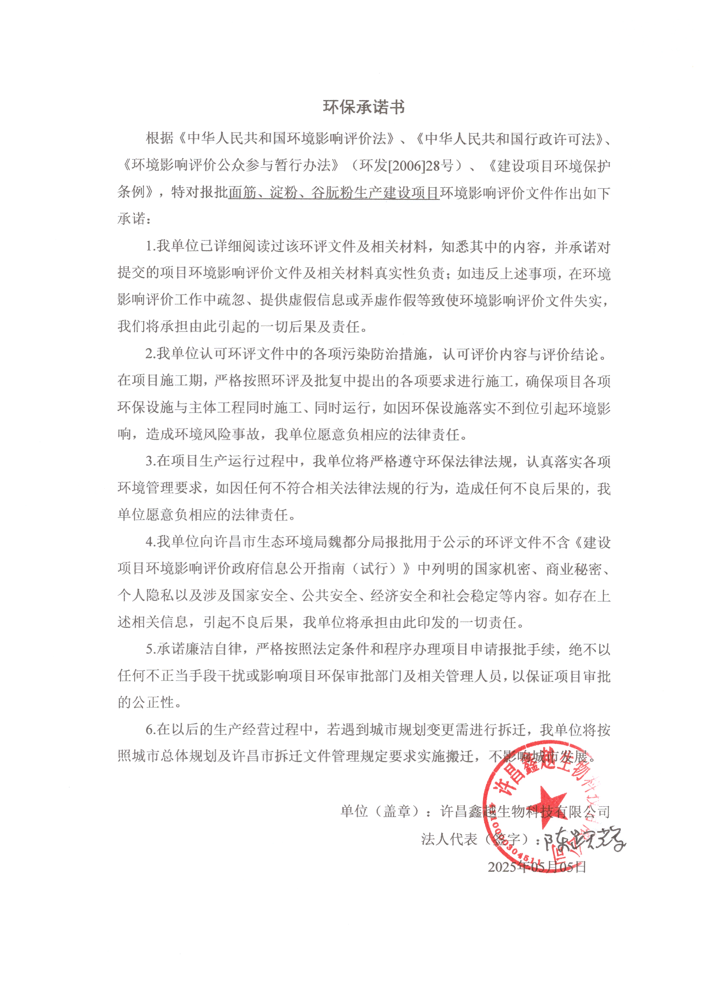 环保承诺书
根据《中华人民共和国环境影响评价法》、《中华人民共和国行政许可法》、
《环境影响评价公众参与暂行办法》（环发[2006]28号）、《建设项目环境保护
条例》，特对报批面筋、淀粉、谷朊粉生产建设项目环境影响评价文件作出如下
承诺：
1.我单位已详细阅读过该环评文件及相关材料，知悉其中的内容，并承诺对
提交的项目环境影响评价文件及相关材料真实性负责；如违反上述事项，在环境
影响评价工作中疏忽、提供虚假信息或弄虚作假等致使环境影响评价文件失实，
我们将承担由此引起的一切后果及责任。
2.我单位认可环评文件中的各项污染防治措施，认可评价内容与评价结论。
在项目施工期，严格按照环评及批复中提出的各项要求进行施工，确保项目各项
环保设施与主体工程同时施工、同时运行，如因环保设施落实不到位引起环境影
响，造成环境风险事故，我单位愿意负相应的法律责任。
3.在项目生产运行过程中，我单位将严格遵守环保法律法规，认真落实各项
环境管理要求，如因任何不符合相关法律法规的行为，造成任何不良后果的，我
单位愿意负相应的法律责任。
4.我单位向许昌市生态环境局魏都分局报批用于公示的环评文件不含《建设
项目环境影响评价政府信息公开指南（试行）》中列明的国家机密、商业秘密、
个人隐私以及涉及国家安全、公共安全、经济安全和社会稳定等内容。如存在上
述相关信息，引起不良后果，我单位将承担由此印发的一切责任。
5.承诺廉洁自律，严格按照法定条件和程序办理项目申请报批手续，绝不以
任何不正当手段干扰或影响项目环保审批部门及相关管理人员，以保证项目审批
的公正性。
6.在以后的生产经营过程中，若遇到城市规划变更需进行拆迁，我单位将按
照城市总体规划及许昌市拆迁文件管理规定要求实施搬迁，不影响城市发展。
单位（盖章）：许昌鑫越生物科技有限公司
法人代表（签字）：陈
2025年05月05日
许昌鑫越生物科技有限公司
4110000304511